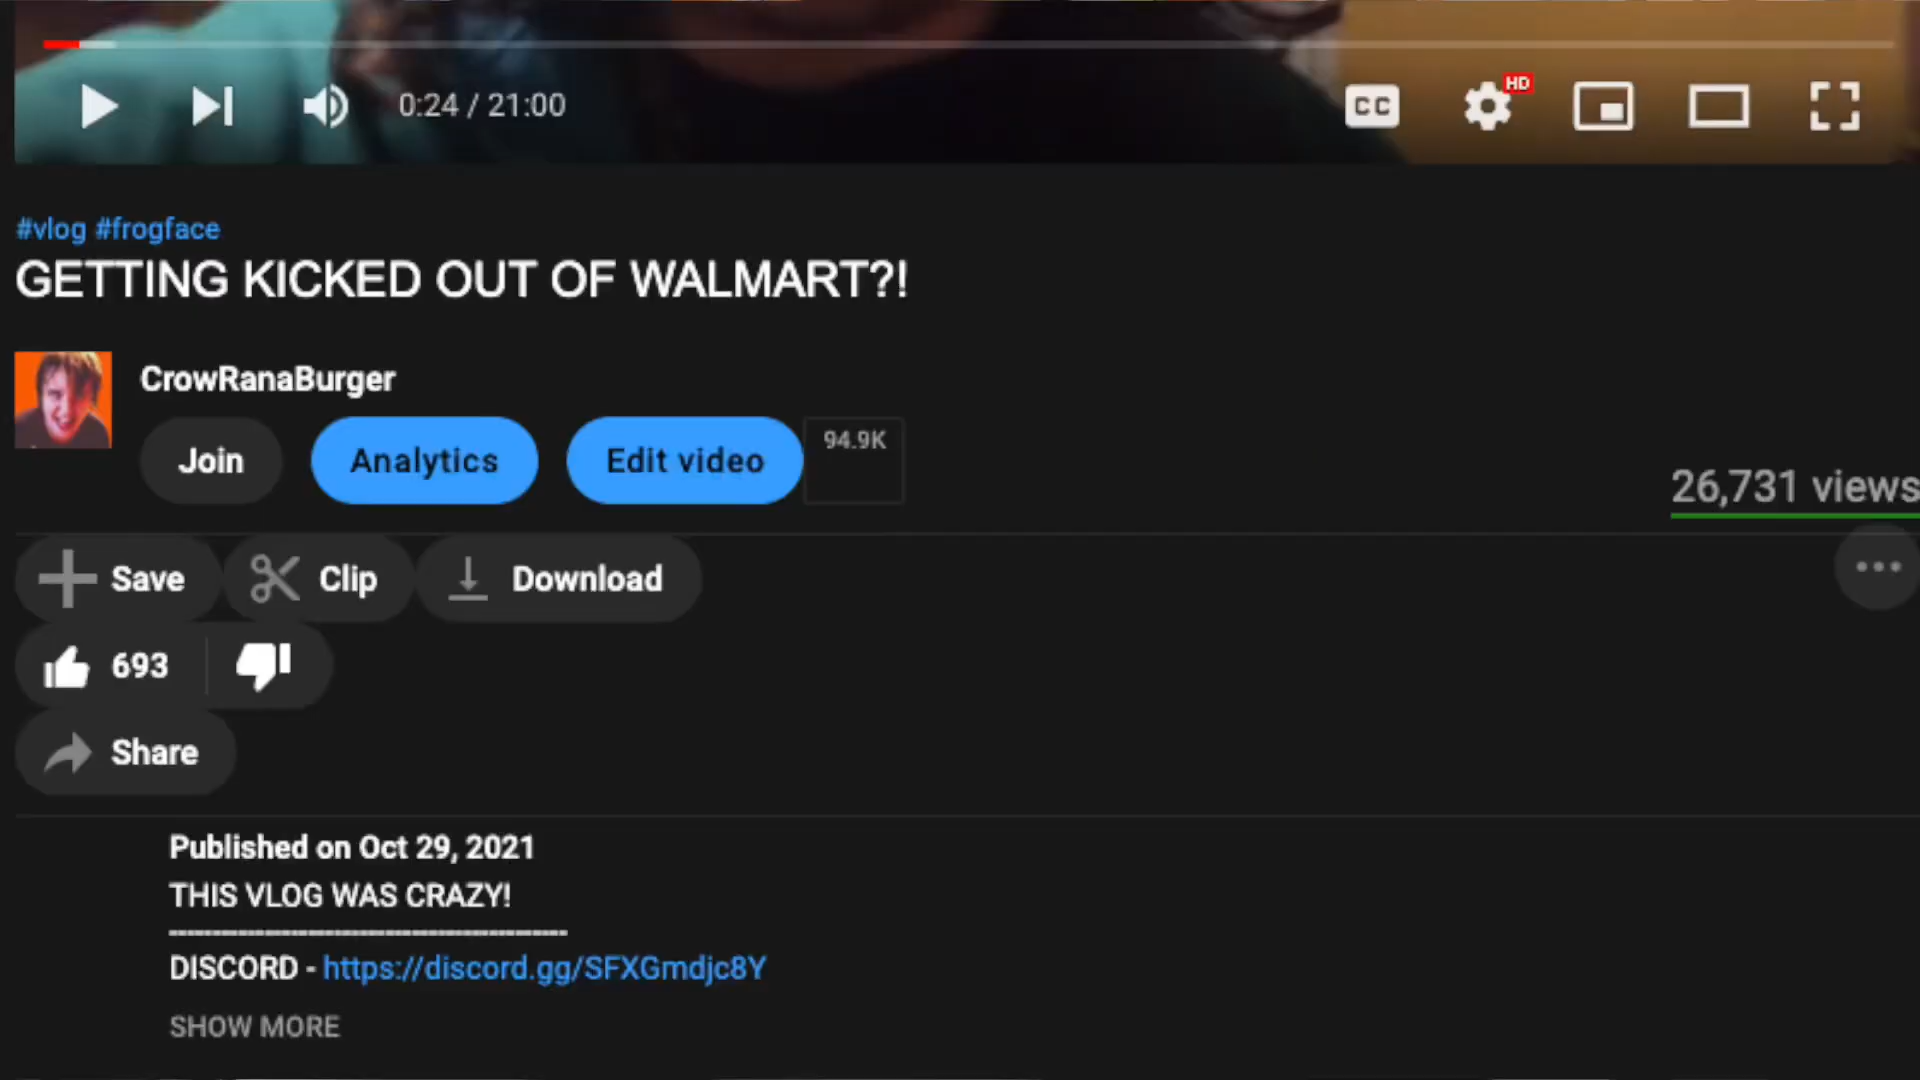 0:24 / 21:00
CC
HD
#vlog #frogface
GETTING KICKED OUT OF WALMART?!
CrowRanaBurger
Join
Analytics
Edit video
94.9K
26,731 views
Save
Clip
Download
693
Share
Published on Oct 29, 2021
THIS VLOG WAS CRAZY!
------------------------------------------
DISCORD - https://discord.gg/SFXGmdjc8Y
SHOW MORE